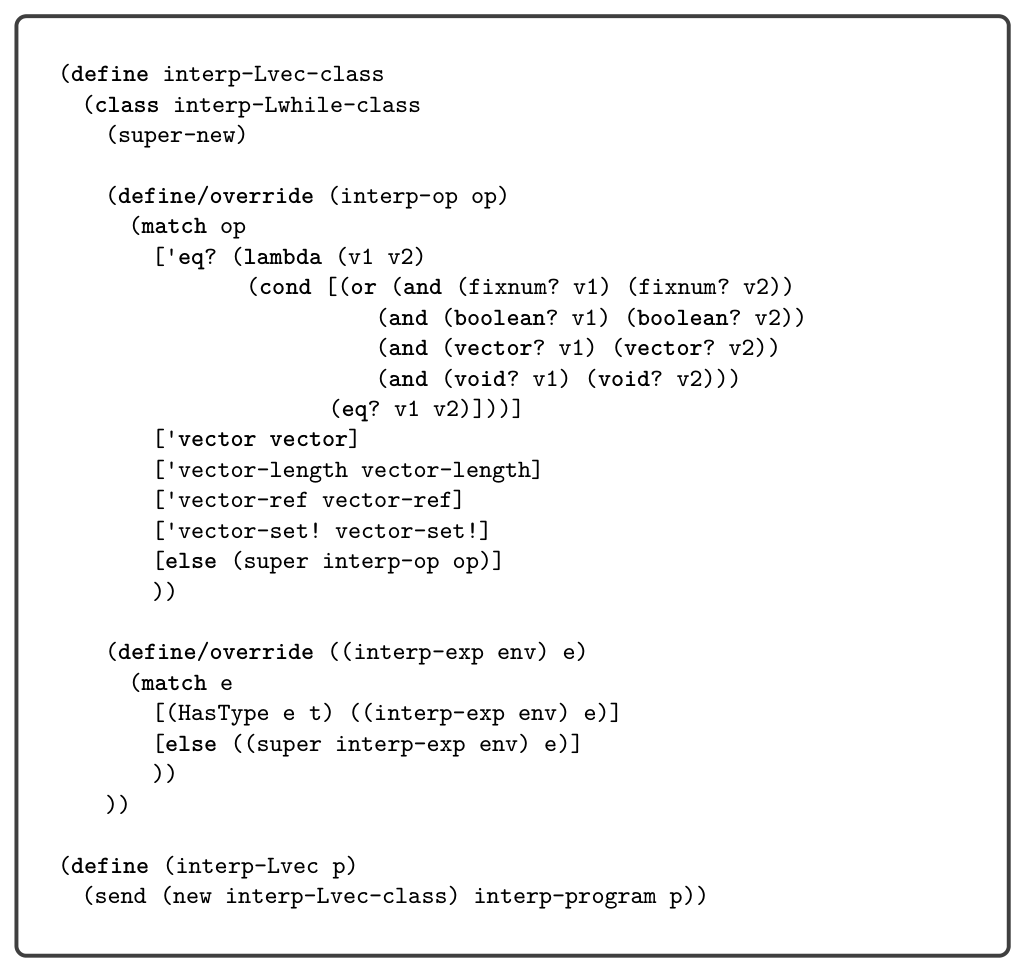 (define interp-Lvec-class
  (class interp-Lwhile-class
    (super-new)

    (define/override (interp-op op)
      (match op
        ['eq? (lambda (v1 v2)
                (cond [(or (and (fixnum? v1) (fixnum? v2))
                           (and (boolean? v1) (boolean? v2))
                           (and (vector? v1) (vector? v2))
                           (and (void? v1) (void? v2)))
                       (eq? v1 v2)]))]
        ['vector vector]
        ['vector-length vector-length]
        ['vector-ref vector-ref]
        ['vector-set! vector-set!]
        [else (super interp-op op)]
        ))

    (define/override ((interp-exp env) e)
      (match e
        [(HasType e t) ((interp-exp env) e)]
        [else ((super interp-exp env) e)]
        ))
    ))

(define (interp-Lvec p)
  (send (new interp-Lvec-class) interp-program p))